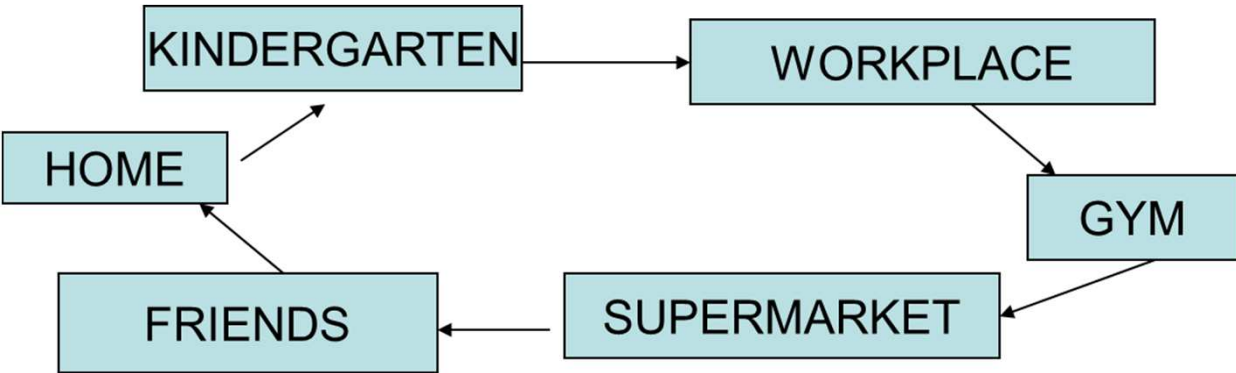 KINDERGARTEN
WORKPLACE
HOME
GYM
FRIENDS
SUPERMARKET